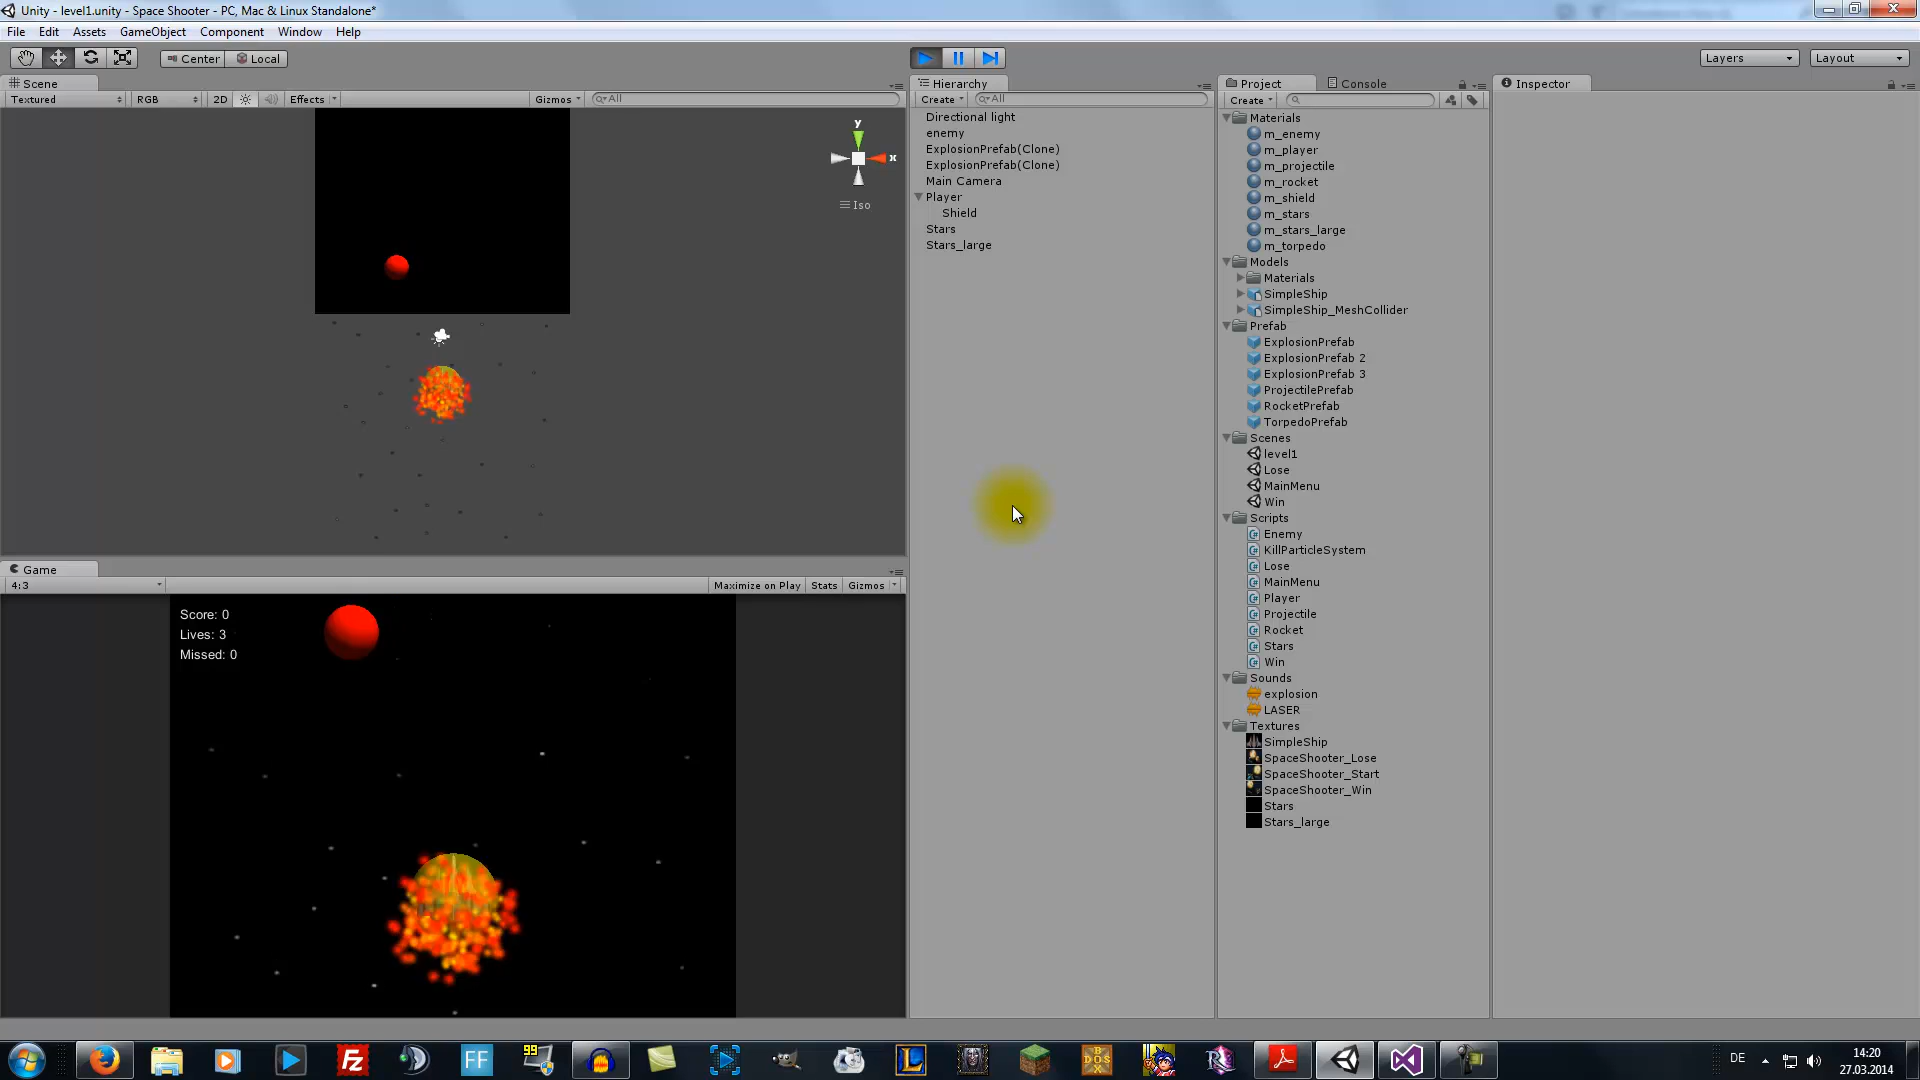 Unity - level1.unity - Space Shooter - PC, Mac & Linux Standalone*
File Edit Assets GameObject Component Window Help
Center Local
Layers Layout
Scene
Textured RGB 2D Effects Gizmos All
y
x
Iso
Hierarchy
Create All
Directional light
enemy
ExplosionPrefab(Clone)
ExplosionPrefab(Clone)
Main Camera
Player
Shield
Stars
Stars_large
Project Console
Create
Materials
m_enemy
m_player
m_projectile
m_rocket
m_shield
m_stars
m_stars_large
m_torpedo
Models
Materials
SimpleShip
SimpleShip_MeshCollider
Prefab
ExplosionPrefab
ExplosionPrefab 2
ExplosionPrefab 3
ProjectilePrefab
RocketPrefab
TorpedoPrefab
Scenes
level1
Lose
MainMenu
Win
Scripts
Enemy
KillParticleSystem
Lose
MainMenu
Player
Projectile
Rocket
Stars
Win
Sounds
explosion
LASER
Textures
SimpleShip
SpaceShooter_Lose
SpaceShooter_Start
SpaceShooter_Win
Stars
Stars_large
Inspector
Game
4:3 Maximize on Play Stats Gizmos
Score: 0
Lives: 3
Missed: 0
FZ
FF
99
L
DOS
DE
14:20
27.03.2014